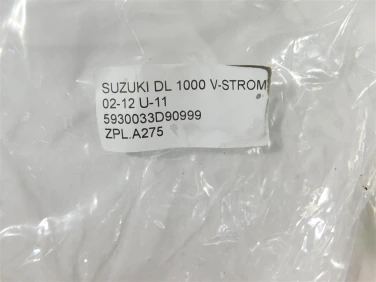 SUZUKI DL 1000 V-STROM
02-12 U-11
5930033D90999
ZPL.A275